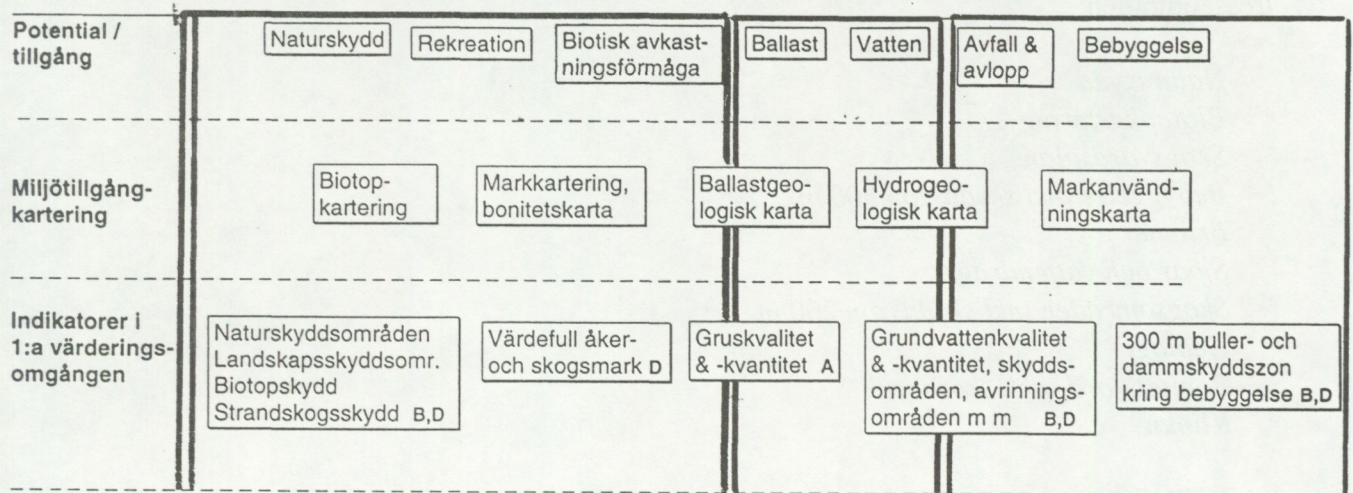 Potential /
tillgång
Naturskydd
Rekreation
Biotisk avkast-
ningsförmåga
Ballast
Vatten
Avfall &
avlopp
Bebyggelse
Miljötillgång-
kartering
Biotop-
kartering
Markkartering,
bonitetskarta
Ballastgeo-
logisk karta
Hydrogeo-
logisk karta
Markanvänd-
ningskarta
Indikatorer i
1:a värderings-
omgången
Naturskyddsområden
Landskapsskyddsomr.
Biotopskydd
Strandskogsskydd B,D
Värdefull åker-
och skogsmark D
Gruskvalitet
& -kvantitet A
Grundvattenkvalitet
& -kvantitet, skydds-
områden, avrinnings-
områden m m B,D
300 m buller- och
dammskyddszon
kring bebyggelse B,D